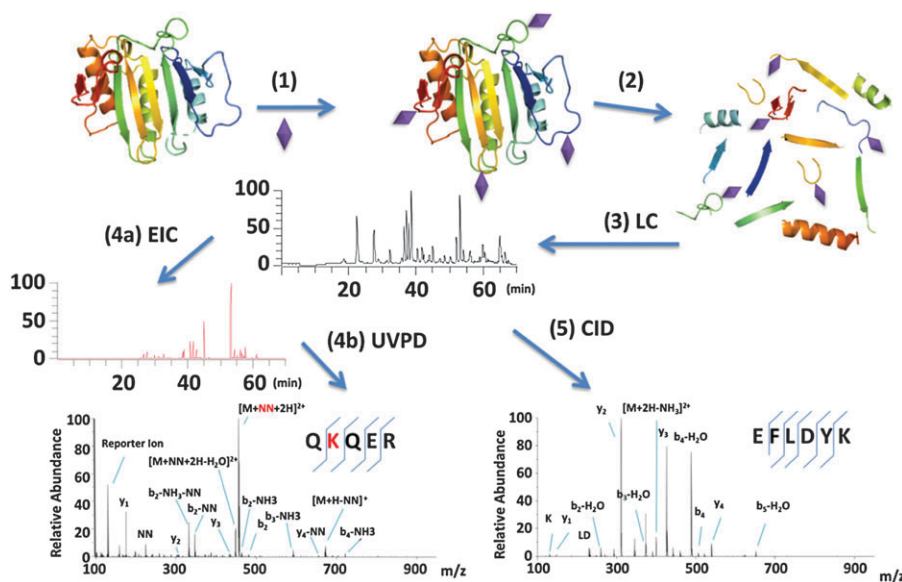 (1)
(2)
(3) LC
100
50
0
20 40 60 (min)
(4a) EIC
100
50
0
20 40 60 (min)
(4b) UVPD
(5) CID
[M+NN+2H]²⁺
Q K Q E R
Reporter Ion
[M+NN+2H-H₂O]²⁺
b₂-NH₃-NN
b₂-NH3
[M+H-NN]⁺
y₁
b₂-NN
b₃-NH3
NN
y₃
b₂
y₄-NN
b₄-NH3
y₂
Relative Abundance
100
80
60
40
20
0
100 300 500 700 900
m/z
y₂
[M+2H-NH₃]²⁺
E F L D Y K
y₃
b₄-H₂O
b₃-H₂O
b₂-H₂O
K
y₁
LD
b₄
y₄
b₅-H₂O
Relative Abundance
100
80
60
40
20
0
100 300 500 700 900
m/z